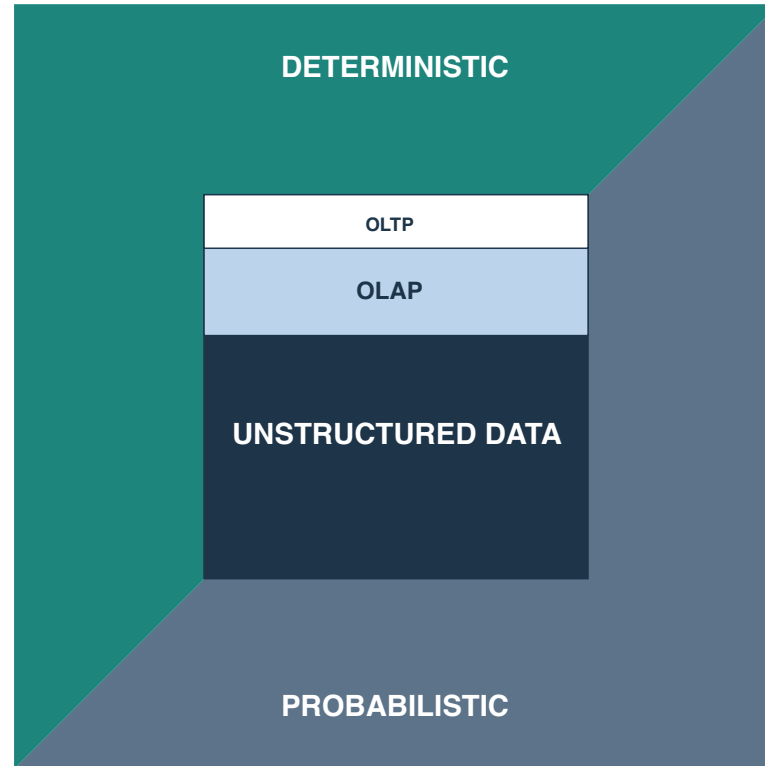 DETERMINISTIC
OLTP
OLAP
UNSTRUCTURED DATA
PROBABILISTIC